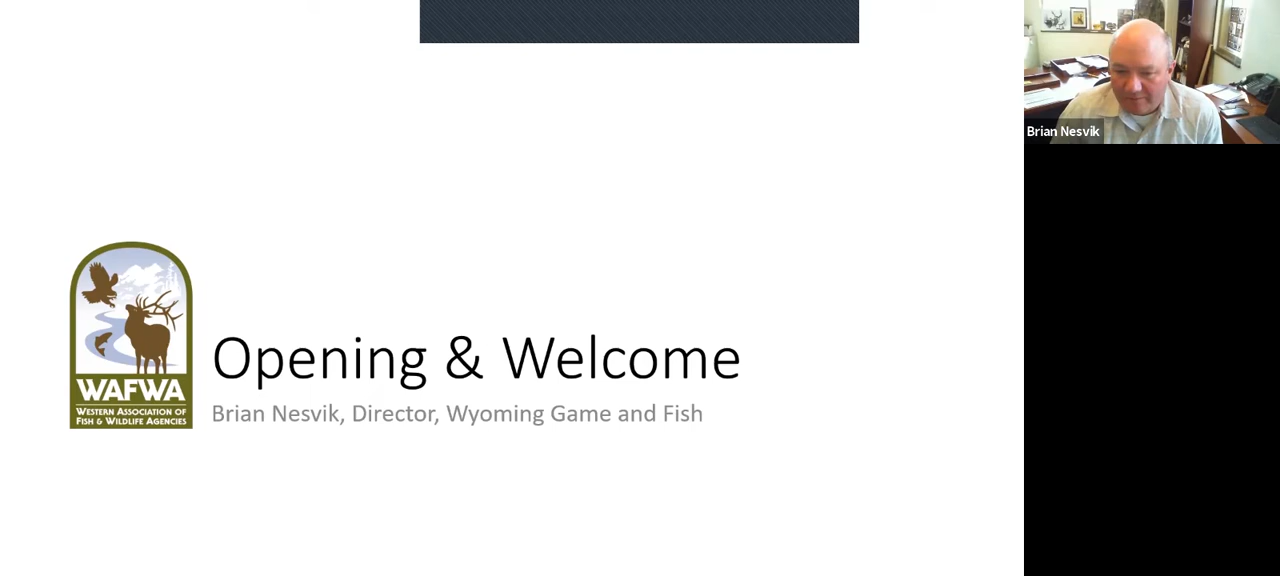 Opening & Welcome
Brian Nesvik, Director, Wyoming Game and Fish
WAFWA
WESTERN ASSOCIATION OF
FISH & WILDLIFE AGENCIES
Brian Nesvik